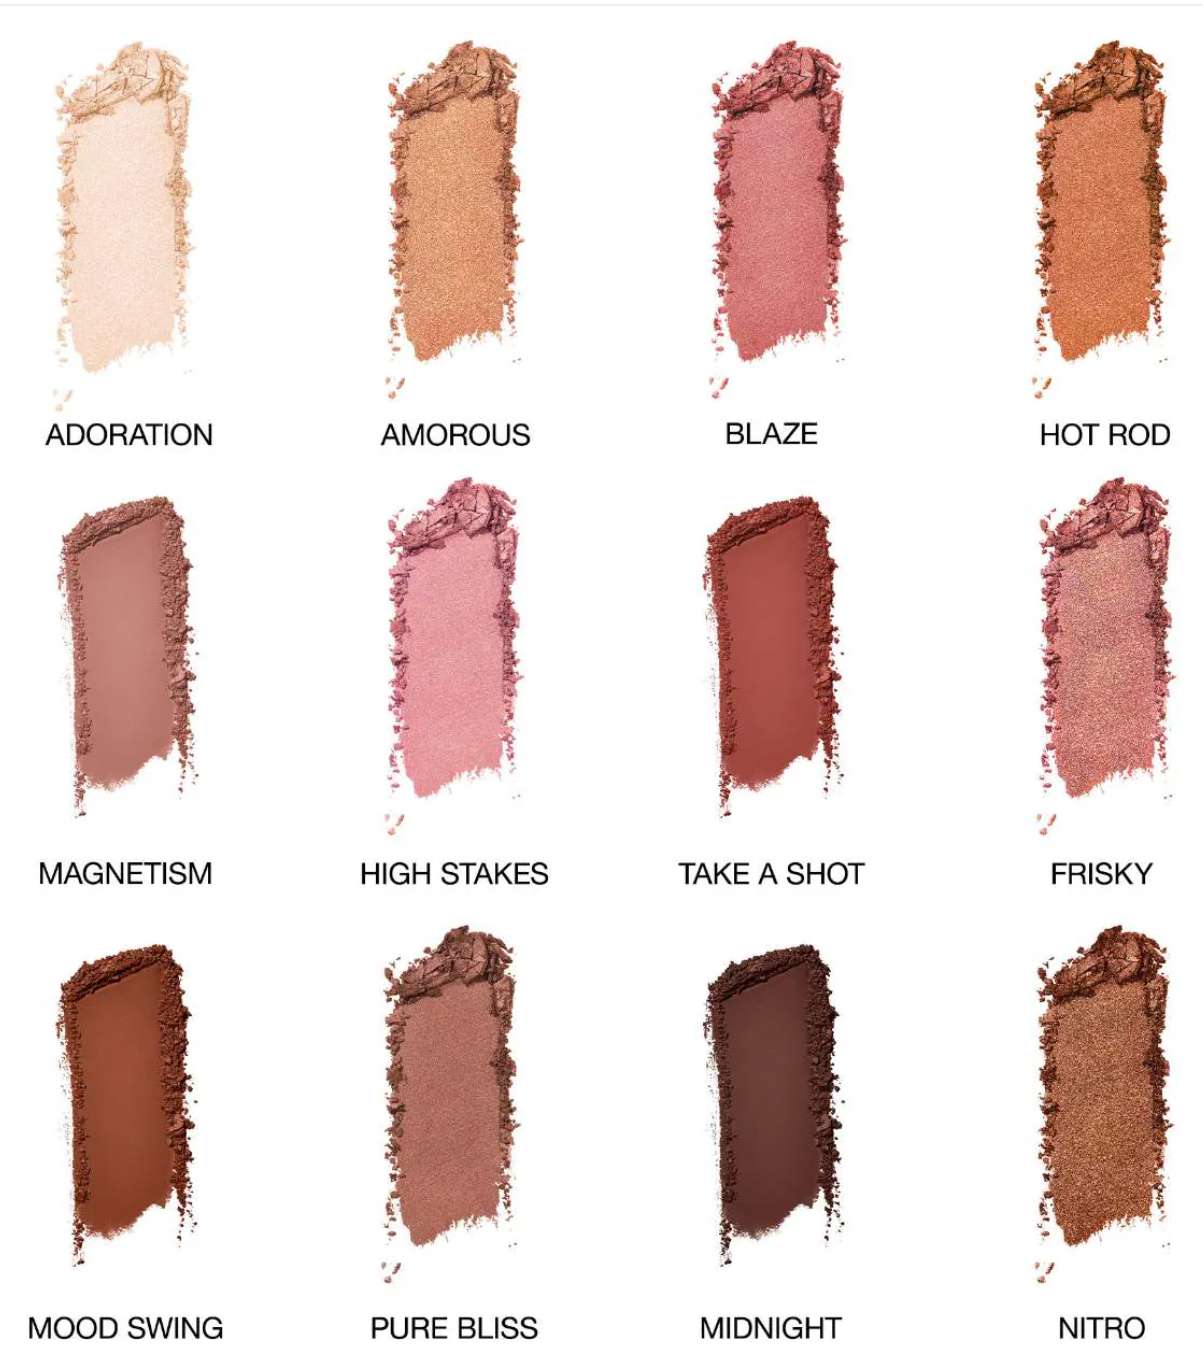 ADORATION
AMOROUS
BLAZE
HOT ROD
MAGNETISM
HIGH STAKES
TAKE A SHOT
FRISKY
MOOD SWING
PURE BLISS
MIDNIGHT
NITRO